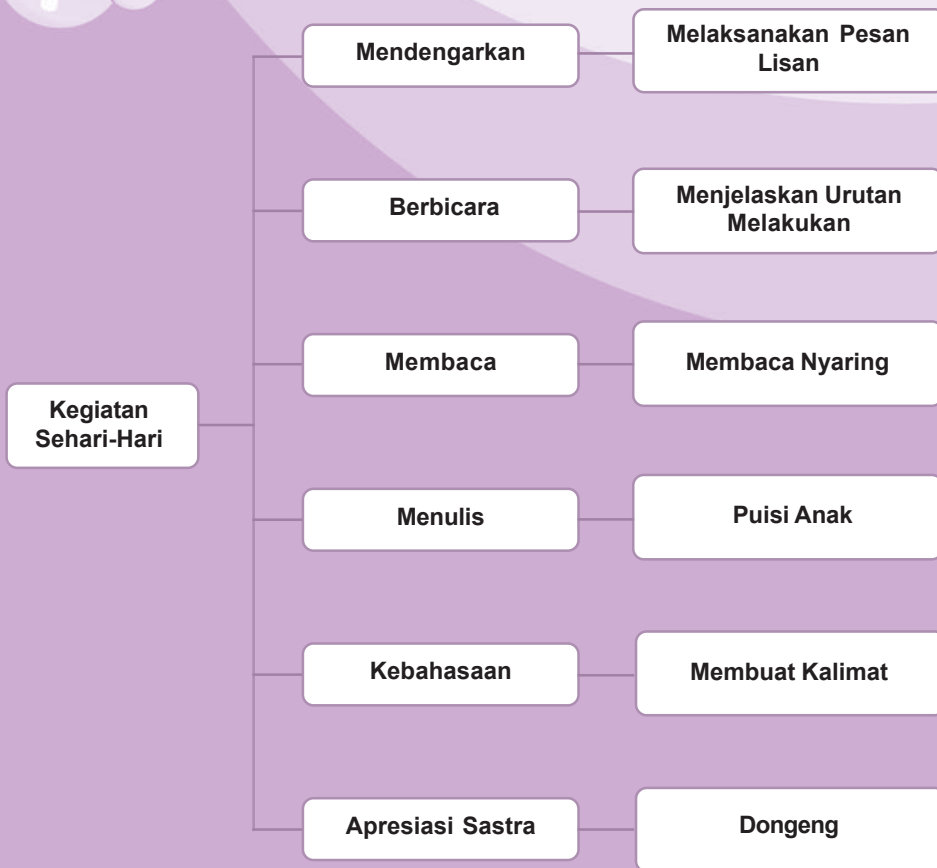 Mendengarkan
Melaksanakan Pesan
Lisan
Berbicara
Menjelaskan Urutan
Melakukan
Membaca
Membaca Nyaring
Kegiatan
Sehari-Hari
Menulis
Puisi Anak
Kebahasaan
Membuat Kalimat
Apresiasi Sastra
Dongeng